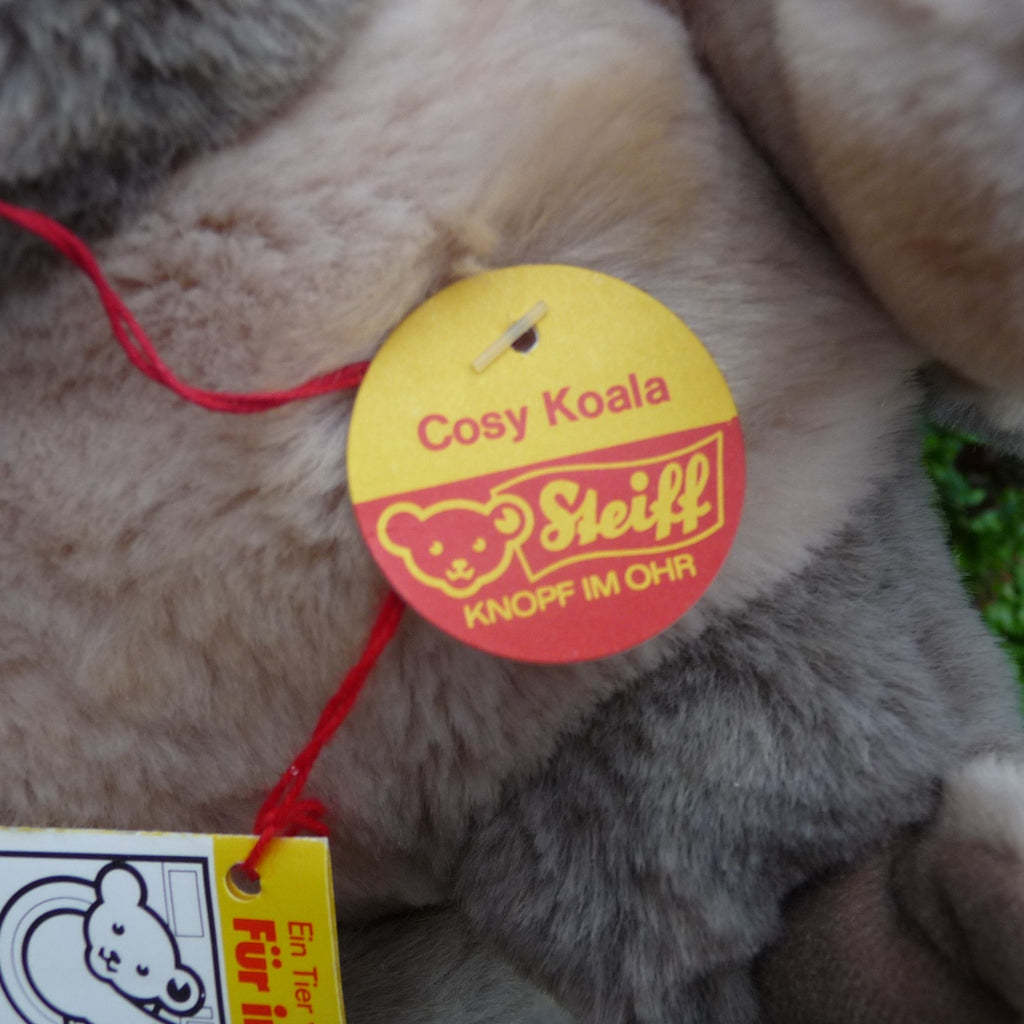 Cosy Koala
Steiff
KNOPF IM OHR
Ein Tier
Für